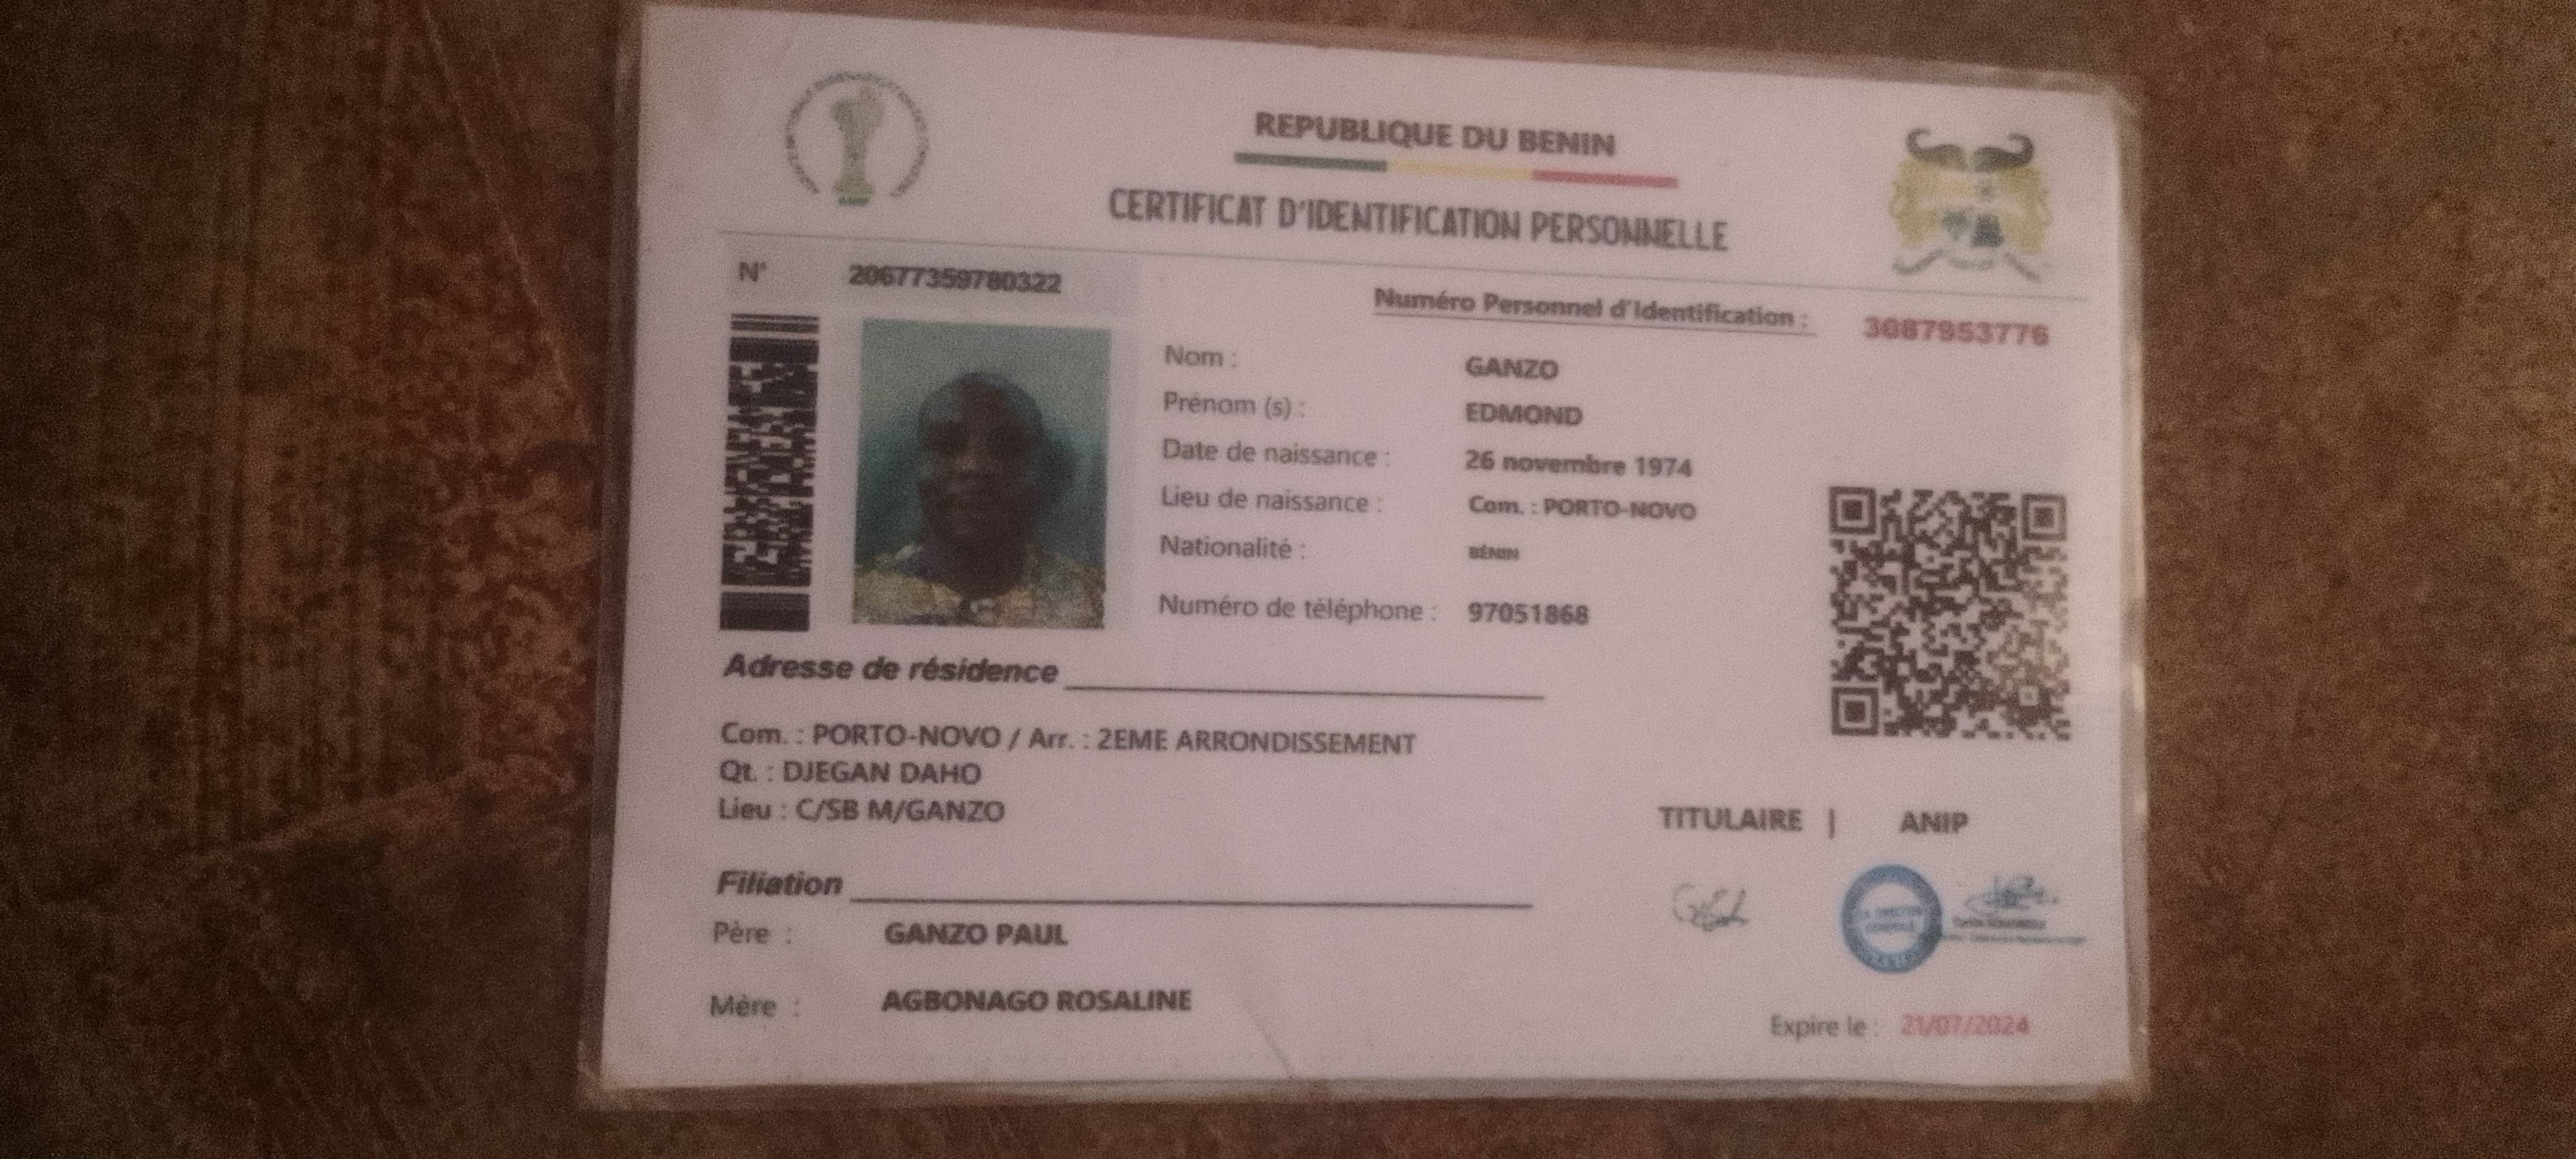 REPUBLIQUE DU BENIN
CERTIFICAT D'IDENTIFICATION PERSONNELLE
N° 20677359780322
Numéro Personnel d'Identification : 3087953776
Nom : GANZO
Prénom (s) : EDMOND
Date de naissance : 26 novembre 1974
Lieu de naissance : Com. : PORTO-NOVO
Nationalité : BÉNIN
Numéro de téléphone : 97051868
Adresse de résidence
Com. : PORTO-NOVO / Arr. : 2EME ARRONDISSEMENT
Qt. : DJEGAN DAHO
Lieu : C/SB M/GANZO
TITULAIRE | ANIP
Filiation
Père : GANZO PAUL
Mère : AGBONAGO ROSALINE
Expire le : 21/07/2024